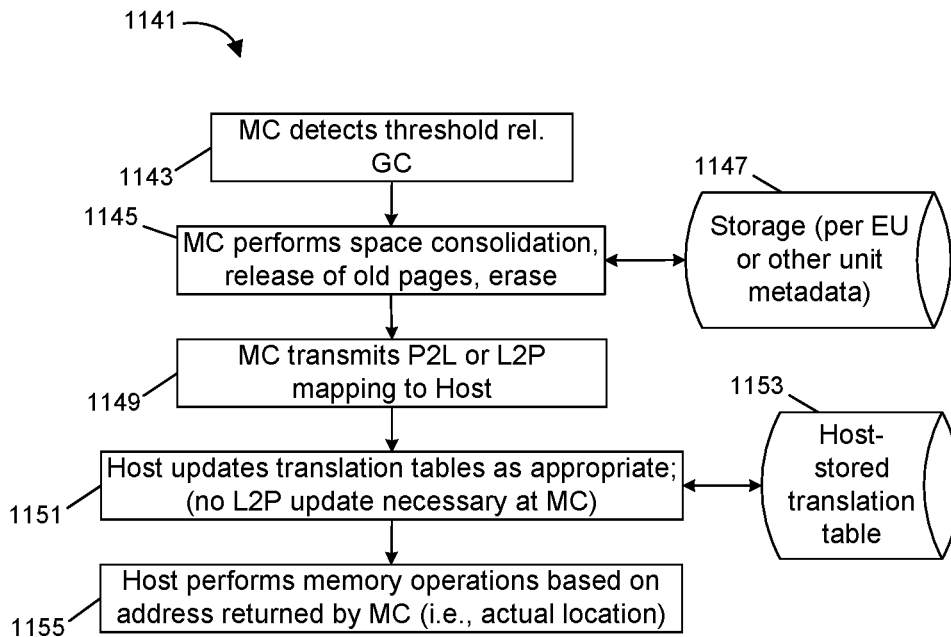 1141
MC detects threshold rel.
GC
1143
1145
MC performs space consolidation,
release of old pages, erase
1147
Storage (per EU
or other unit
metadata)
MC transmits P2L or L2P
mapping to Host
1149
1153
Host-
stored
translation
table
Host updates translation tables as appropriate;
(no L2P update necessary at MC)
1151
Host performs memory operations based on
address returned by MC (i.e., actual location)
1155